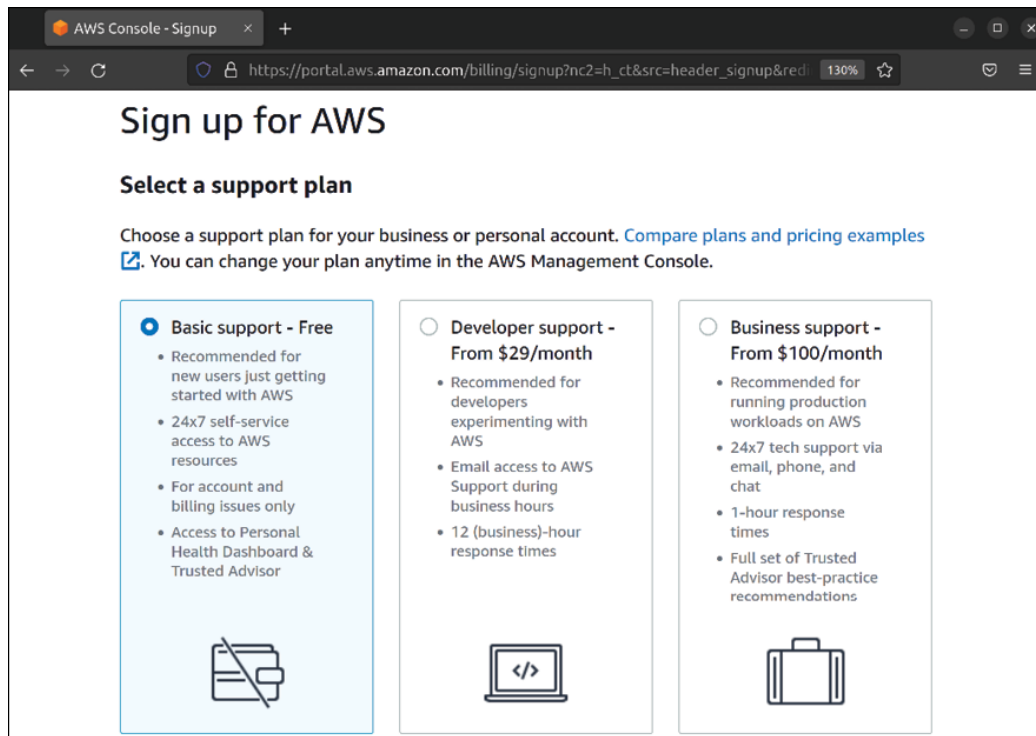 AWS Console - Signup
https://portal.aws.amazon.com/billing/signup?nc2=h_ct&src=header_signup&redi
130%
Sign up for AWS
Select a support plan
Choose a support plan for your business or personal account. Compare plans and pricing examples
. You can change your plan anytime in the AWS Management Console.
Basic support - Free
• Recommended for
new users just getting
started with AWS
• 24x7 self-service
access to AWS
resources
• For account and
billing issues only
• Access to Personal
Health Dashboard &
Trusted Advisor
Developer support -
From $29/month
• Recommended for
developers
experimenting with
AWS
• Email access to AWS
Support during
business hours
• 12 (business)-hour
response times
</>
Business support -
From $100/month
• Recommended for
running production
workloads on AWS
• 24x7 tech support via
email, phone, and
chat
• 1-hour response
times
• Full set of Trusted
Advisor best-practice
recommendations